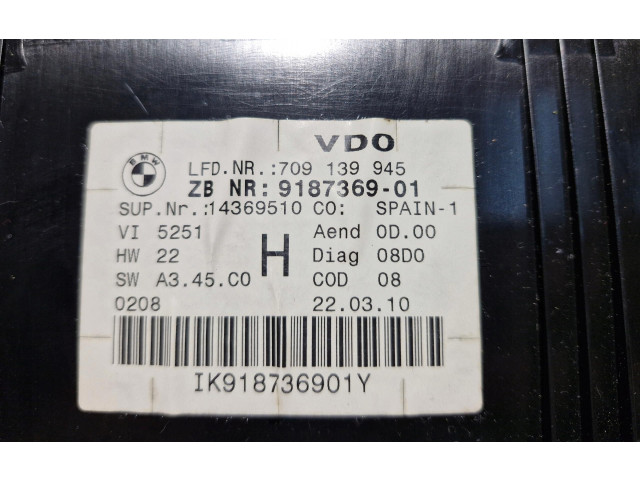 VDO
BMW
LFD.NR.:709 139 945
ZB NR: 9187369-01
SUP.Nr.:14369510 CO: SPAIN-1
VI 5251 Aend 0D.00
HW 22 H Diag 08D0
SW A3.45.C0 COD 08
0208 22.03.10
IK918736901Y